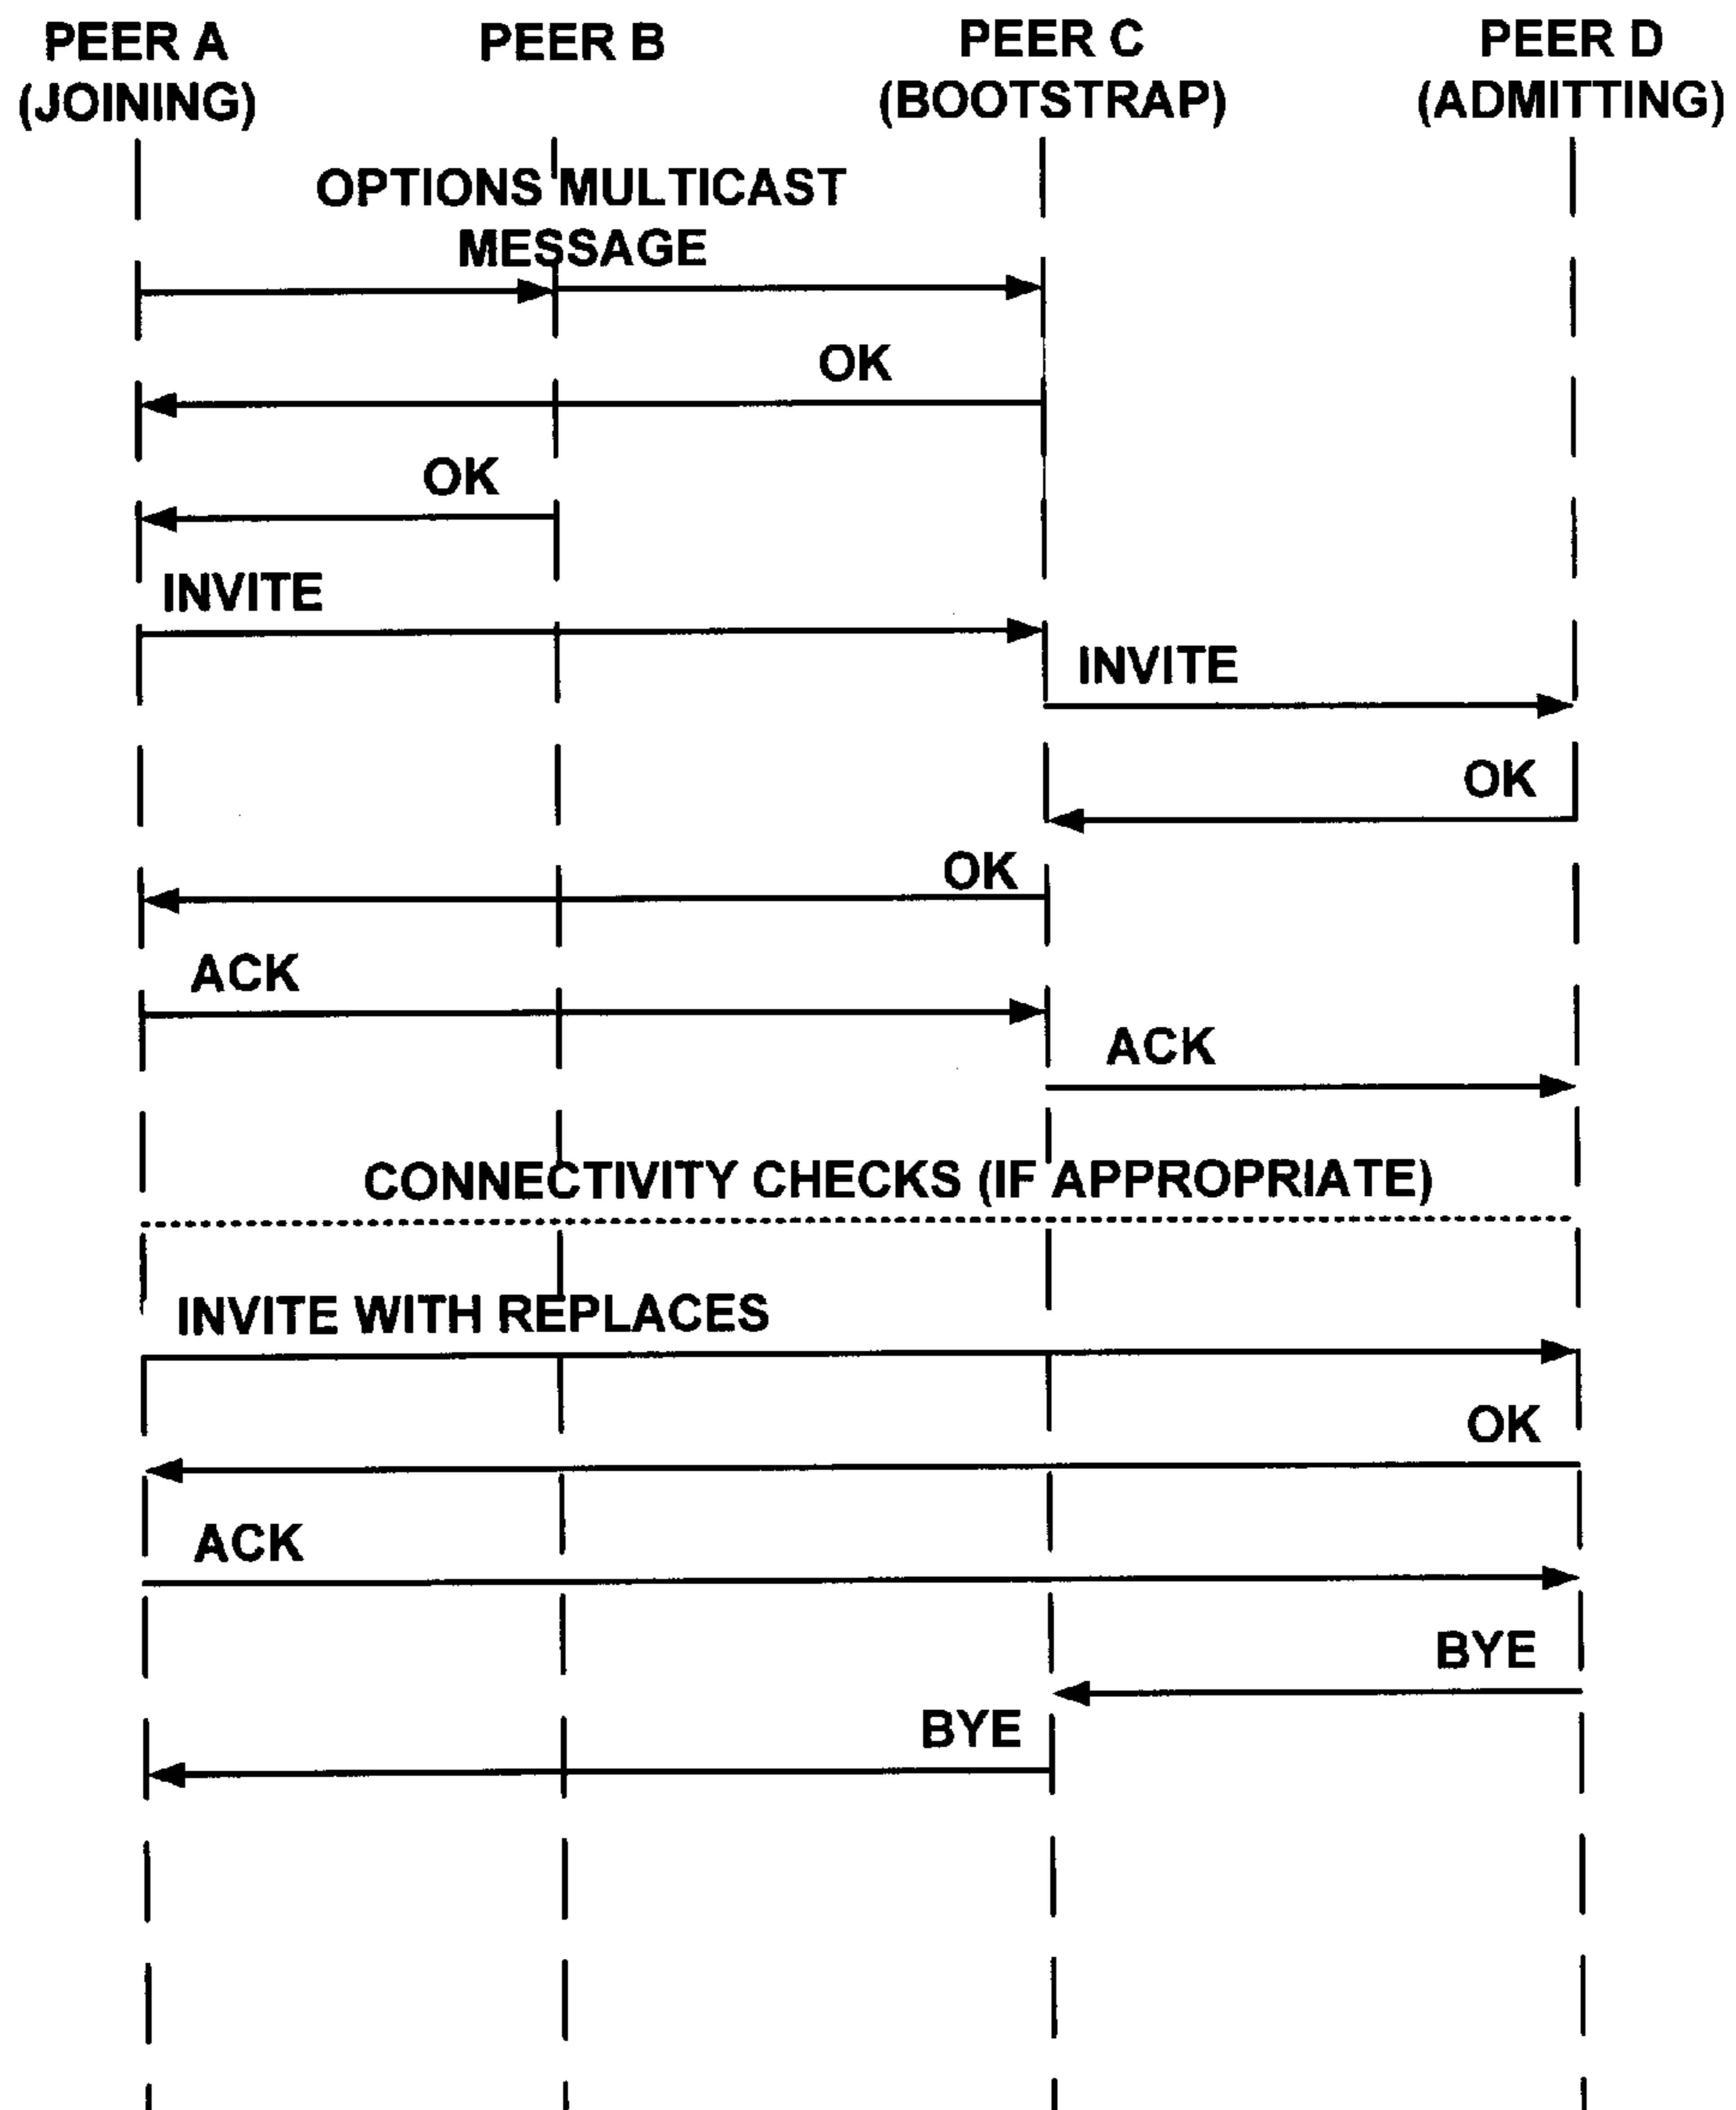 PEER A
(JOINING)
PEER B
PEER C
(BOOTSTRAP)
PEER D
(ADMITTING)
OPTIONS MULTICAST
MESSAGE
OK
OK
INVITE
INVITE
OK
OK
ACK
ACK
CONNECTIVITY CHECKS (IF APPROPRIATE)
INVITE WITH REPLACES
OK
ACK
BYE
BYE